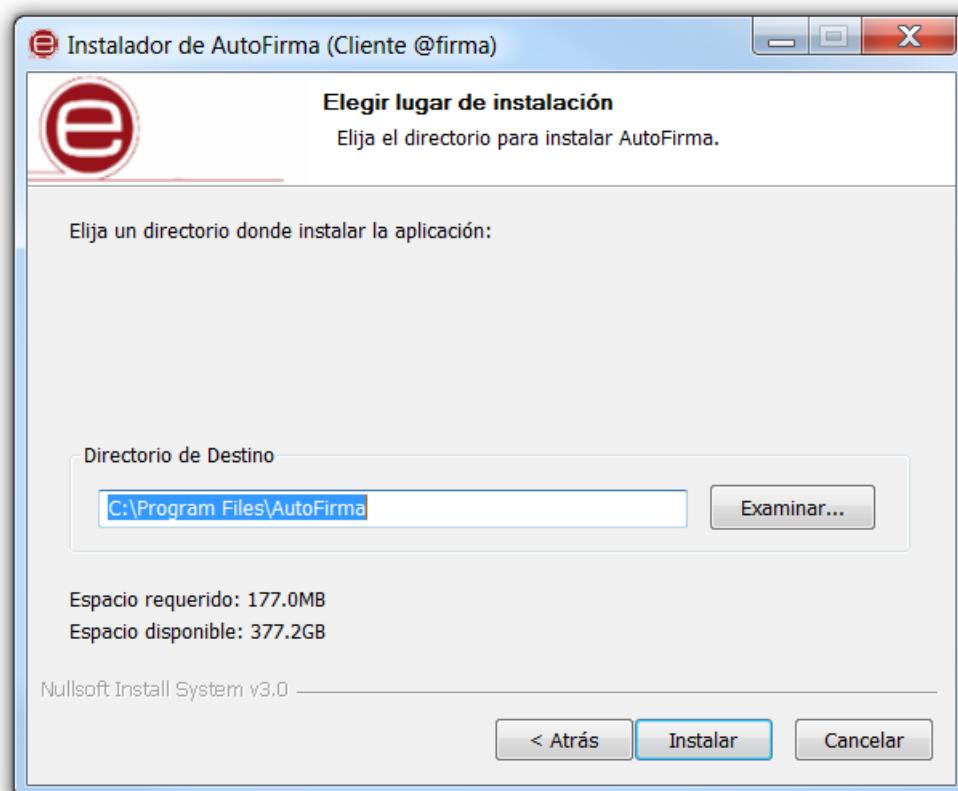 Instalador de AutoFirma (Cliente @firma)
Elegir lugar de instalación
Elija el directorio para instalar AutoFirma.
Elija un directorio donde instalar la aplicación:
Directorio de Destino
C:\Program Files\AutoFirma
Examinar...
Espacio requerido: 177.0MB
Espacio disponible: 377.2GB
Nullsoft Install System v3.0
< Atrás
Instalar
Cancelar